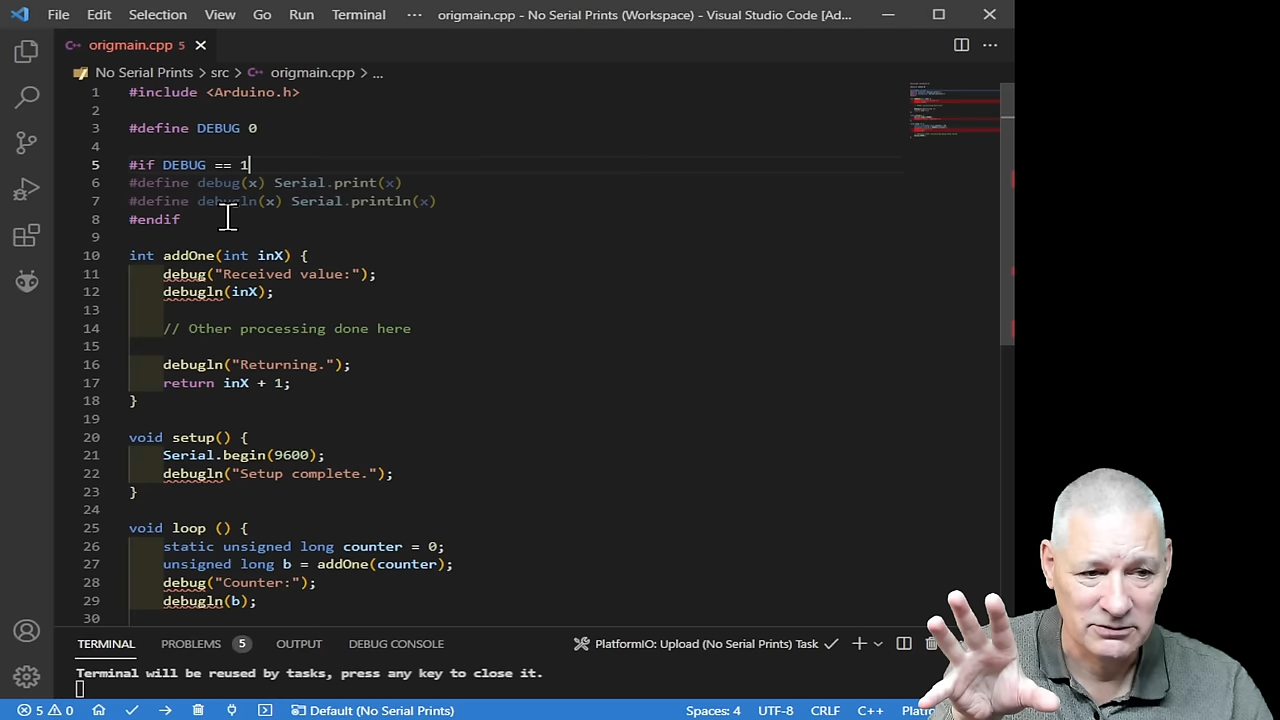 File Edit Selection View Go Run Terminal ··· origmain.cpp - No Serial Prints (Workspace) - Visual Studio Code [Ad...
origmain.cpp 5
No Serial Prints > src > origmain.cpp > ...
1 #include <Arduino.h>
2
3 #define DEBUG 0
4
5 #if DEBUG == 1
6 #define debug(x) Serial.print(x)
7 #define debugln(x) Serial.println(x)
8 #endif
9
10 int addOne(int inX) {
11 debug("Received value:");
12 debugln(inX);
13
14 // Other processing done here
15
16 debugln("Returning.");
17 return inX + 1;
18 }
19
20 void setup() {
21 Serial.begin(9600);
22 debugln("Setup complete.");
23 }
24
25 void loop () {
26 static unsigned long counter = 0;
27 unsigned long b = addOne(counter);
28 debug("Counter:");
29 debugln(b);
30
TERMINAL PROBLEMS 5 OUTPUT DEBUG CONSOLE PlatformIO: Upload (No Serial Prints) Task
Terminal will be reused by tasks, press any key to close it.
5 0 Default (No Serial Prints) Spaces: 4 UTF-8 CRLF C++ Platfo